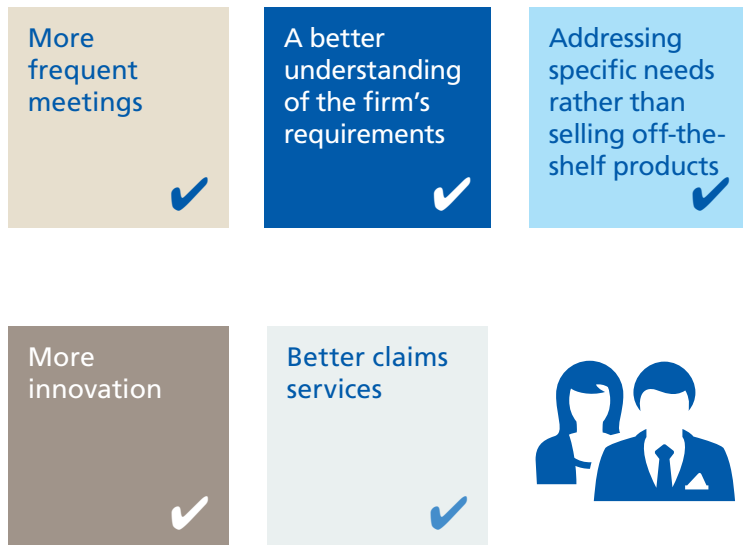 More
frequent
meetings
A better
understanding
of the firm’s
requirements
Addressing
specific needs
rather than
selling off-the-
shelf products
More
innovation
Better claims
services